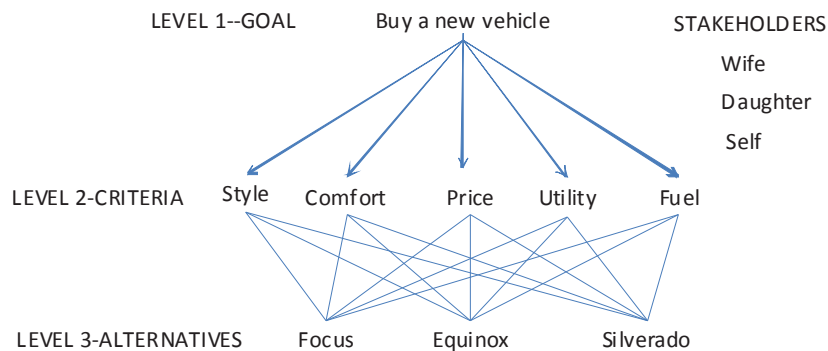 LEVEL 1--GOAL Buy a new vehicle STAKEHOLDERS
Wife
Daughter
Self
LEVEL 2-CRITERIA Style Comfort Price Utility Fuel
LEVEL 3-ALTERNATIVES Focus Equinox Silverado